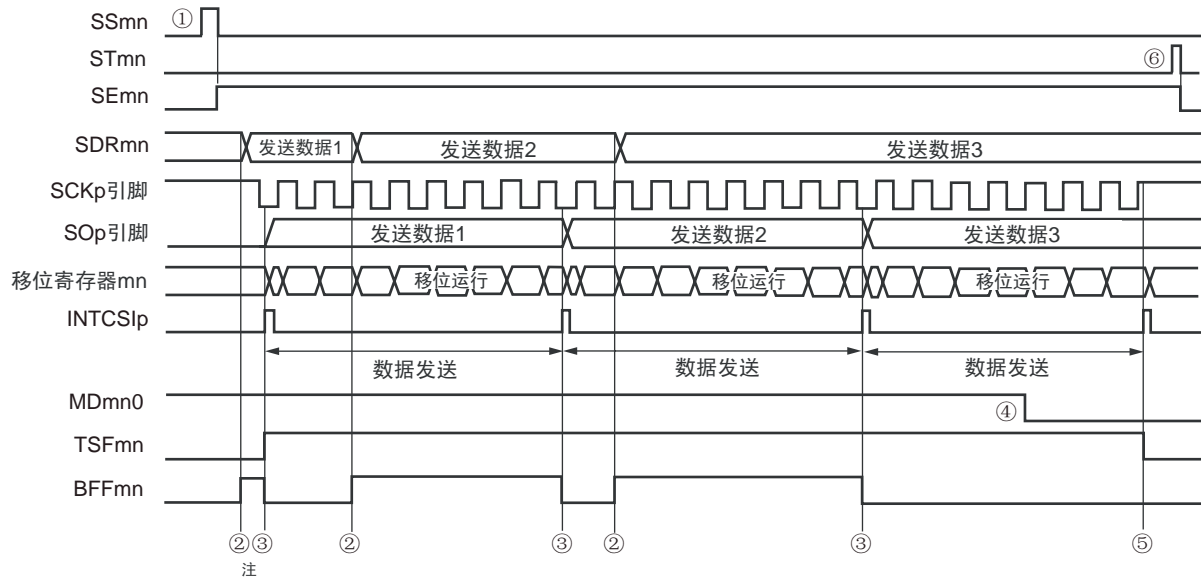 SSmn ①
STmn ⑥
SEmn
SDRmn 发送数据1 发送数据2 发送数据3
SCKp引脚
SOp引脚 发送数据1 发送数据2 发送数据3
移位寄存器mn 移位运行 移位运行 移位运行
INTCSIp
数据发送 数据发送 数据发送
MDmn0 ④
TSFmn
BFFmn
②③ ② ③ ② ③ ⑤
注